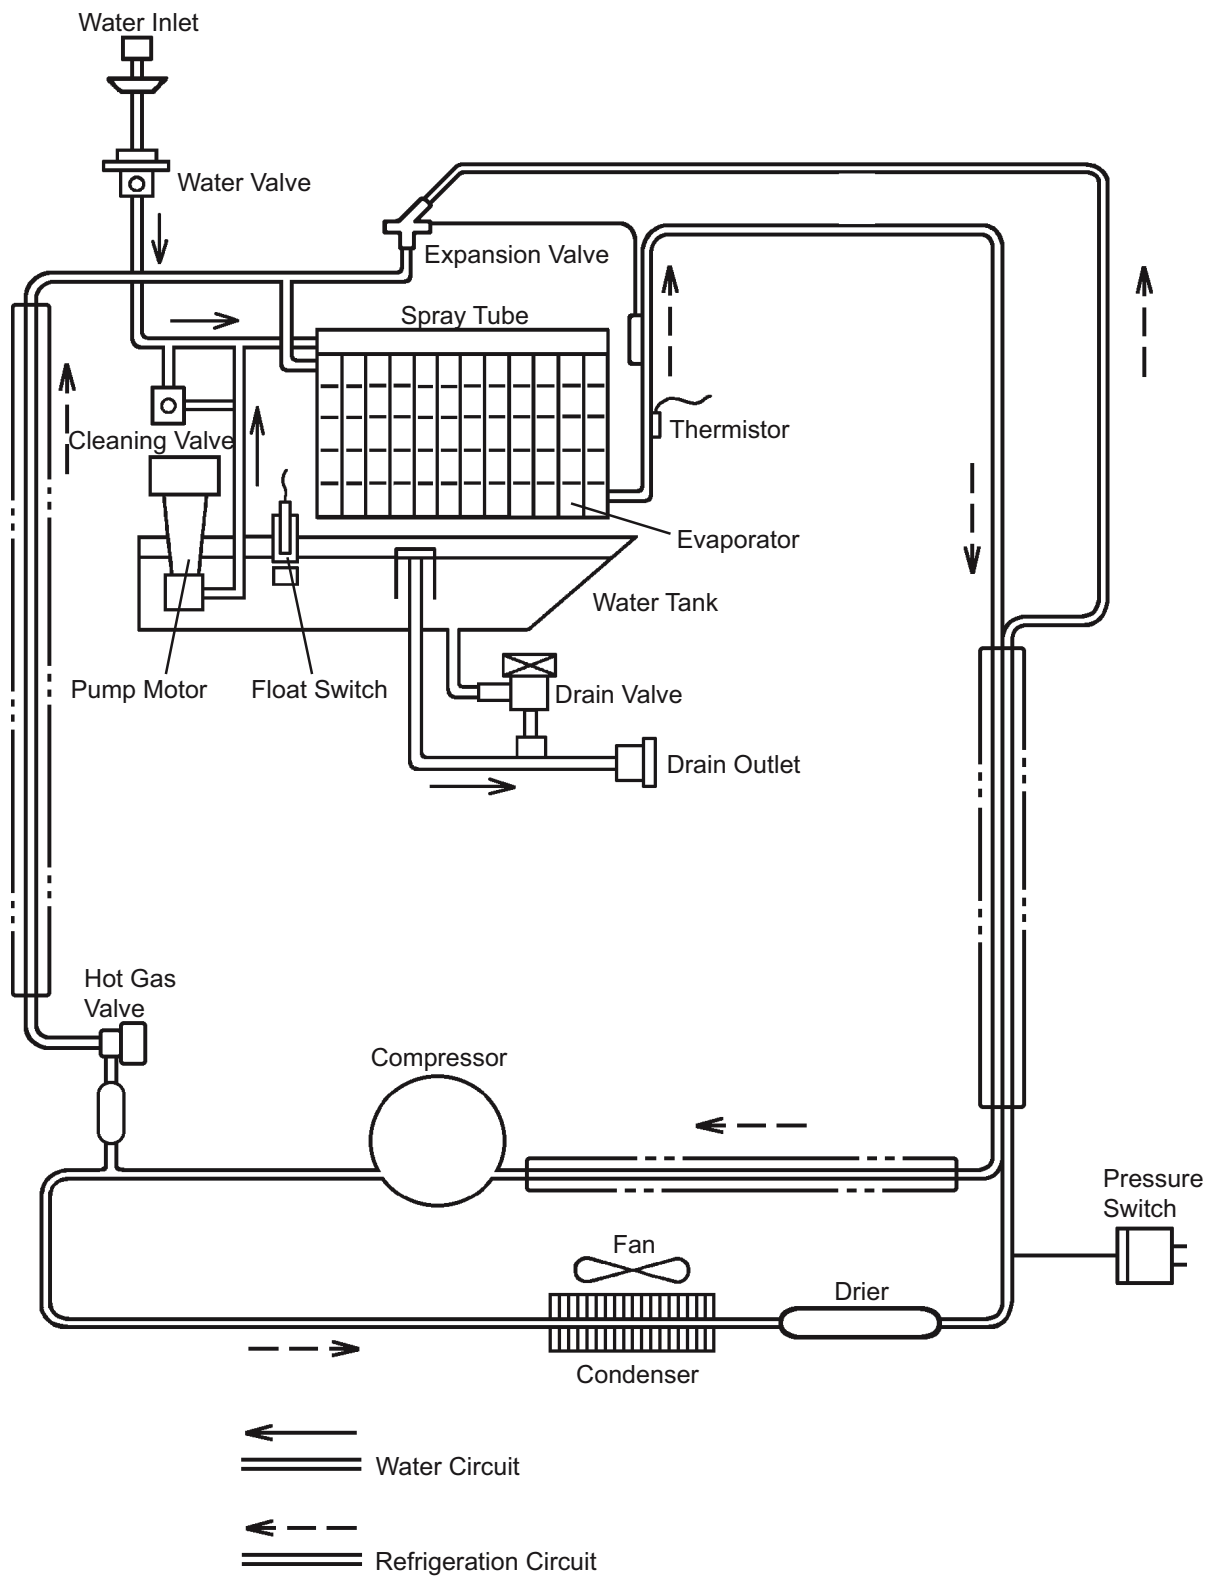 Water Inlet
Water Valve
Expansion Valve
Spray Tube
Thermistor
Cleaning Valve
Evaporator
Water Tank
Pump Motor
Float Switch
Drain Valve
Drain Outlet
Hot Gas
Valve
Compressor
Pressure
Switch
Fan
Drier
Condenser
Water Circuit
Refrigeration Circuit